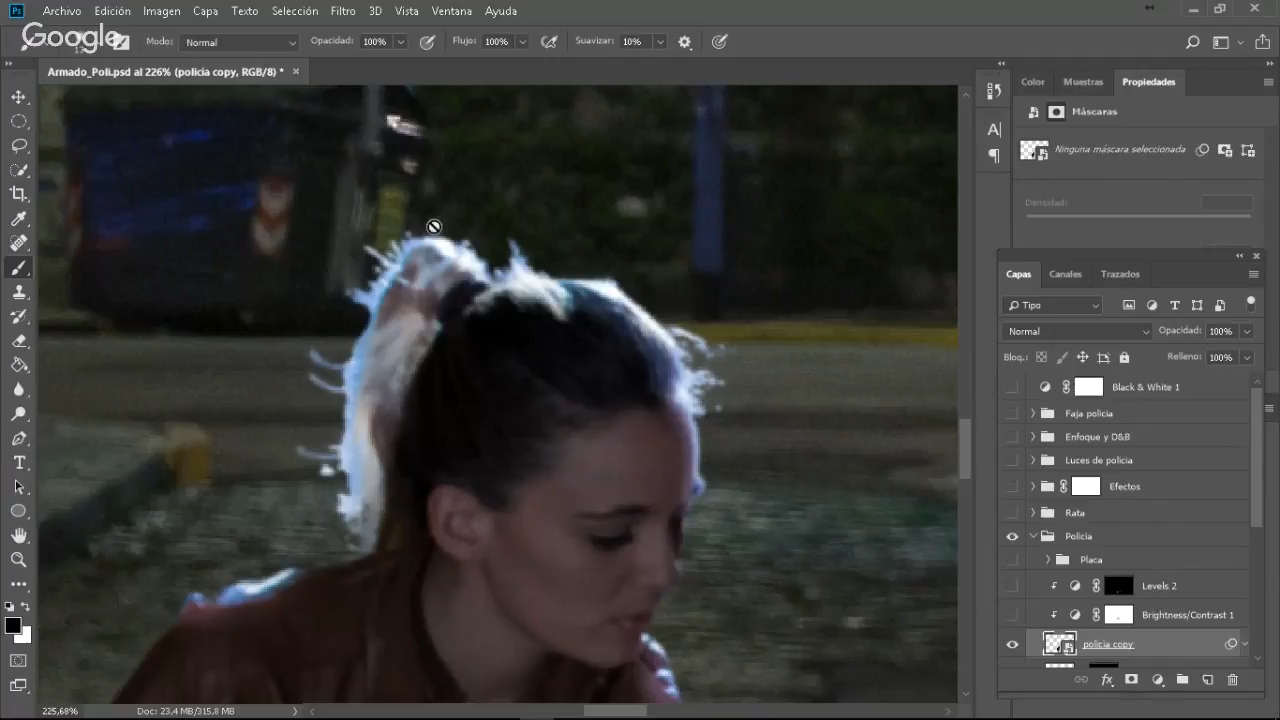 Ps Archivo Edición Imagen Capa Texto Selección Filtro 3D Vista Ventana Ayuda
Google
Modo: Normal Opacidad: 100% Flujo: 100% Suavizar: 10%
Armado_Poli.psd al 226% (policia copy, RGB/8) *
Color Muestras Propiedades
Máscaras
Ninguna máscara seleccionada
Densidad:
Capas Canales Trazados
Tipo
Normal Opacidad: 100%
Bloq.: Relleno: 100%
Black & White 1
Faja policia
Enfoque y D&B
Luces de policia
Efectos
Rata
Policia
Placa
Levels 2
Brightness/Contrast 1
policia copy
225,68% Doc: 23,4 MB/315,8 MB